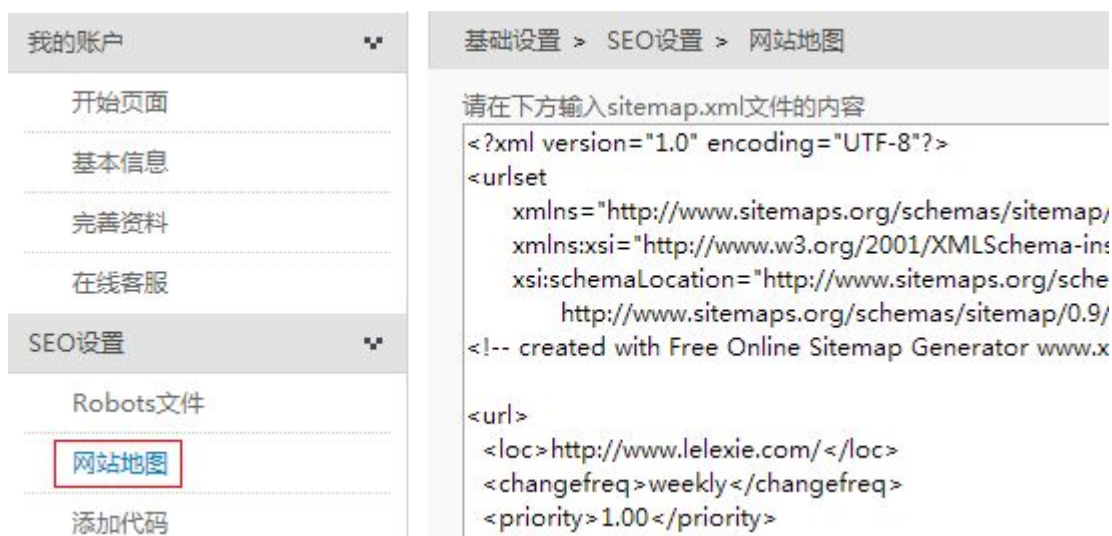 我的账户
开始页面
基本信息
完善资料
在线客服
SEO设置
Robots文件
网站地图
添加代码
基础设置 > SEO设置 > 网站地图
请在下方输入sitemap.xml文件的内容
<?xml version="1.0" encoding="UTF-8"?>
<urlset
xmlns="http://www.sitemaps.org/schemas/sitemap/
xmlns:xsi="http://www.w3.org/2001/XMLSchema-ins
xsi:schemaLocation="http://www.sitemaps.org/sche
http://www.sitemaps.org/schemas/sitemap/0.9/
<!-- created with Free Online Sitemap Generator www.x
<url>
<loc>http://www.lelexie.com/</loc>
<changefreq>weekly</changefreq>
<priority>1.00</priority>